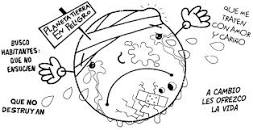 PLANETA TIERRA
EN PELIGRO
BUSCO
HABITANTES:
QUE NO
ENSUCIEN
QUE NO
DESTRUYAN
QUE ME
TRATEN
CON AMOR
Y CARIÑO
A CAMBIO
LES OFREZCO
LA VIDA